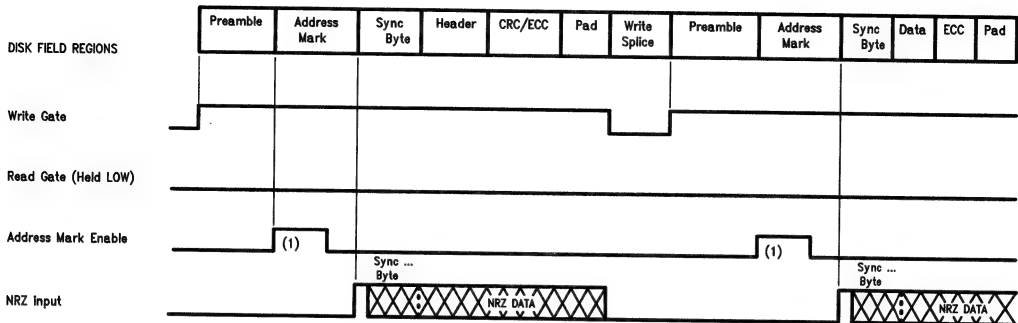 DISK FIELD REGIONS
Preamble
Address
Mark
Sync
Byte
Header
CRC/ECC
Pad
Write
Splice
Preamble
Address
Mark
Sync
Byte
Data
ECC
Pad
Write Gate
Read Gate (Held LOW)
Address Mark Enable
(1)
(1)
Sync ...
Byte
Sync ...
Byte
NRZ Input
NRZ DATA
NRZ DATA